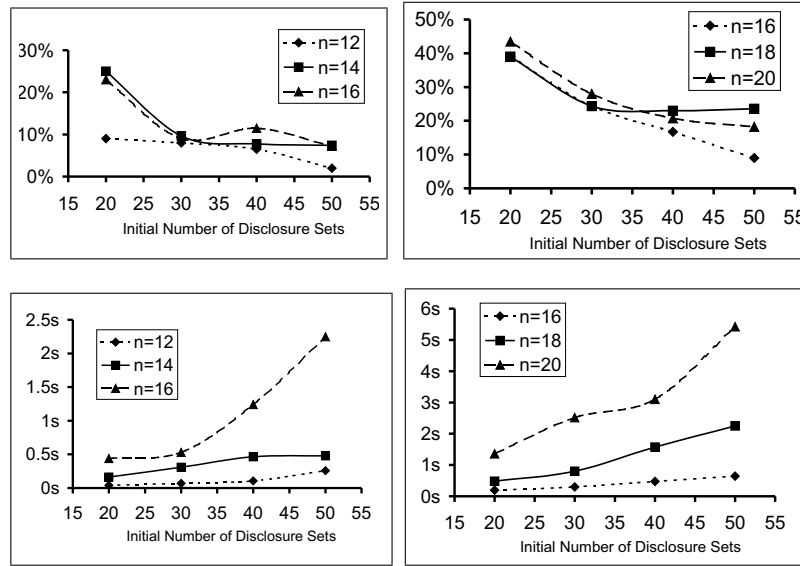 30%
20%
10%
0%
n=12
n=14
n=16
15 20 25 30 35 40 45 50 55
Initial Number of Disclosure Sets
50%
40%
30%
20%
10%
0%
n=16
n=18
n=20
15 20 25 30 35 40 45 50 55
Initial Number of Disclosure Sets
2.5s
2s
1.5s
1s
0.5s
0s
n=12
n=14
n=16
15 20 25 30 35 40 45 50 55
Initial Number of Disclosure Sets
6s
5s
4s
3s
2s
1s
0s
n=16
n=18
n=20
15 20 25 30 35 40 45 50 55
Initial Number of Disclosure Sets